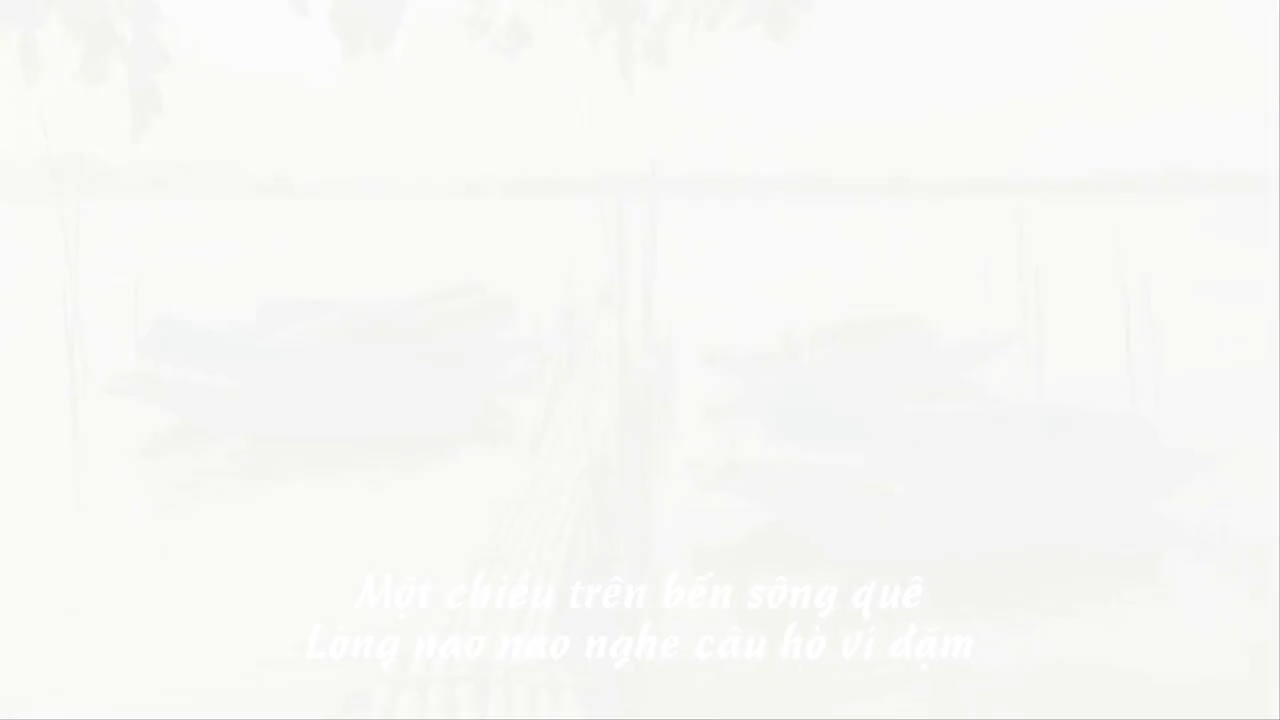 Một chiều trên bến sông quê
Lòng nao nao nghe câu hò ví dặm